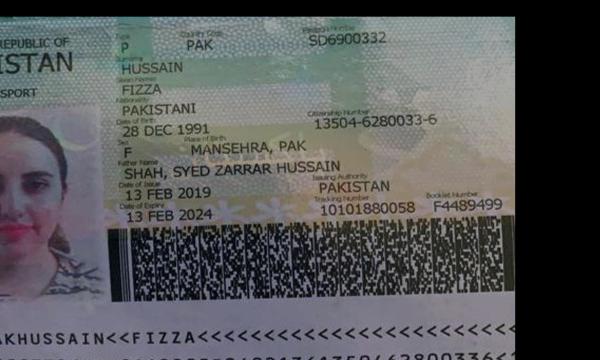 REPUBLIC OF
ISTAN
SPORT
Type Country Code Passport Number
P PAK SD6900332
Surname
HUSSAIN
Given Names
FIZZA
Nationality
PAKISTANI
Date of Birth Citizenship Number
28 DEC 1991 13504-6280033-6
Sex Place of Birth
F MANSEHRA, PAK
Father Name
SHAH, SYED ZARRAR HUSSAIN
Date of Issue Issuing Authority
13 FEB 2019 PAKISTAN
Date of Expiry Tracking Number Booklet Number
13 FEB 2024 10101880058 F4489499
AKHUSSAIN<<FIZZA<<<<<<<<<<<<<<<<<<<<<<